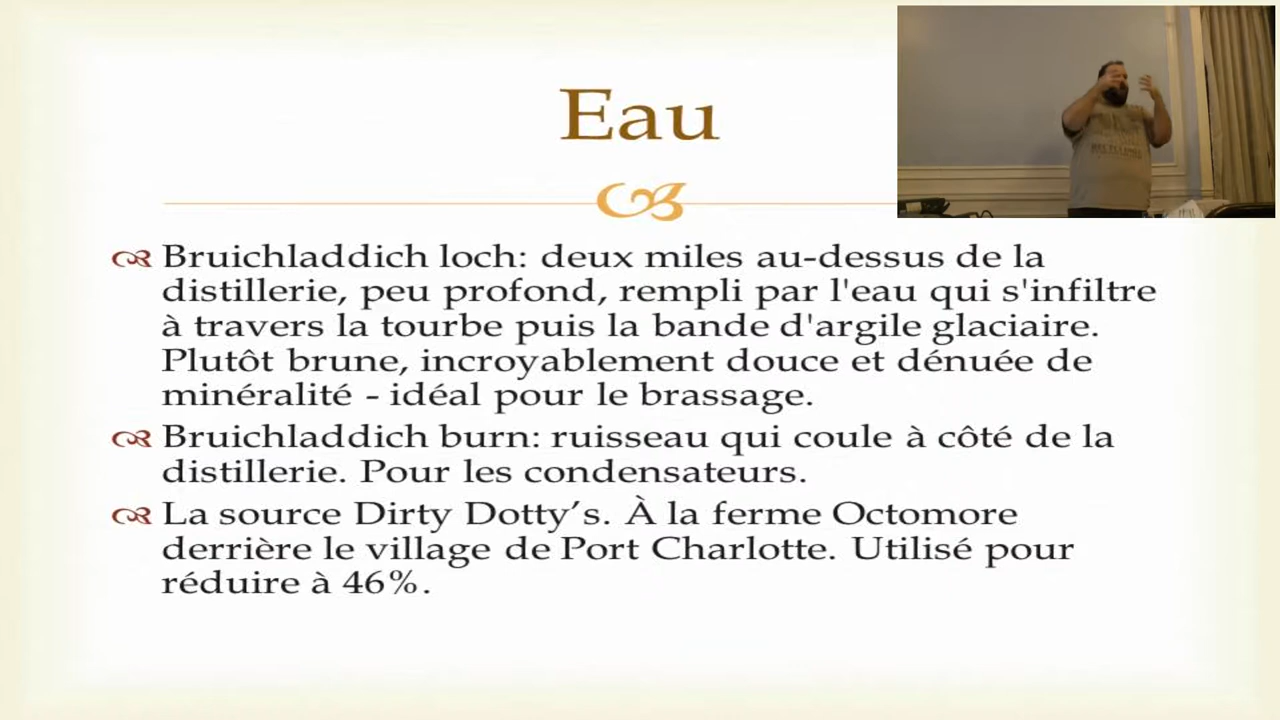 Eau
Bruichladdich loch: deux miles au-dessus de la
distillerie, peu profond, rempli par l'eau qui s'infiltre
à travers la tourbe puis la bande d'argile glaciaire.
Plutôt brune, incroyablement douce et dénuée de
minéralité - idéal pour le brassage.
Bruichladdich burn: ruisseau qui coule à côté de la
distillerie. Pour les condensateurs.
La source Dirty Dotty’s. À la ferme Octomore
derrière le village de Port Charlotte. Utilisé pour
réduire à 46%.